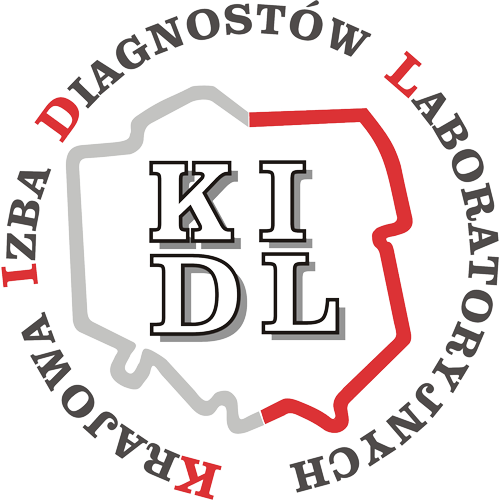 KRAJOWA IZBA DIAGNOSTÓW LABORATORYJNYCH
KI
DL